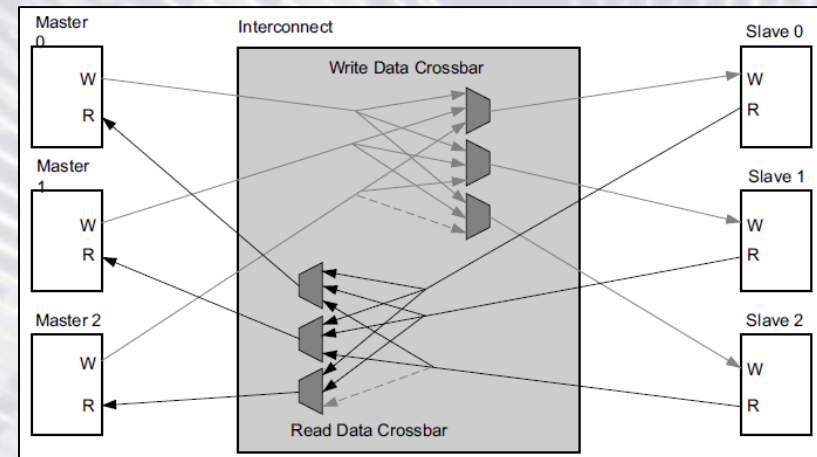 Master
0
W
R
Master
1
W
R
Master 2
W
R
Interconnect
Write Data Crossbar
Read Data Crossbar
Slave 0
W
R
Slave 1
W
R
Slave 2
W
R